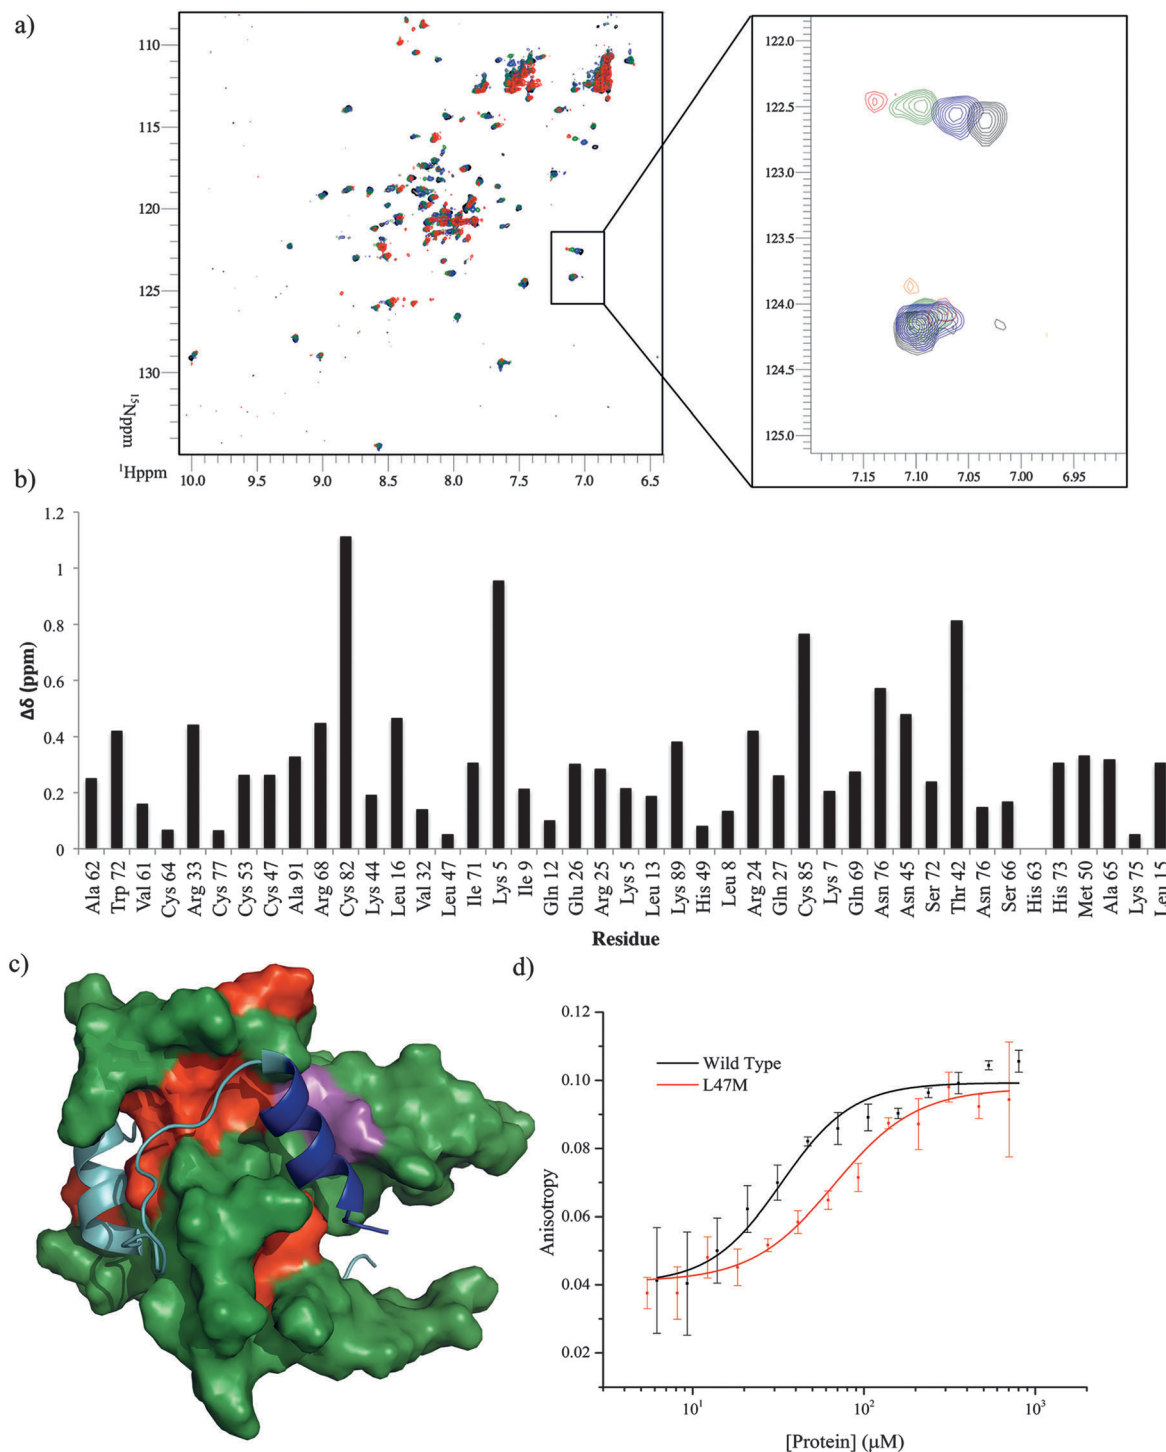 a)
110
115
120
125
130
¹⁵Nppm
¹Hppm
10.0 9.5 9.0 8.5 8.0 7.5 7.0 6.5
122.0
122.5
123.0
123.5
124.0
124.5
125.0
7.15 7.10 7.05 7.00 6.95
b)
1.2
1
0.8
0.6
0.4
0.2
0
Δδ (ppm)
Ala 62
Trp 72
Val 61
Cys 64
Arg 33
Cys 77
Cys 53
Cys 47
Ala 91
Arg 68
Cys 82
Lys 44
Leu 16
Val 32
Leu 47
Ile 71
Lys 5
Ile 9
Gln 12
Glu 26
Arg 25
Lys 5
Leu 13
Lys 89
His 49
Leu 8
Arg 24
Gln 27
Cys 85
Lys 7
Gln 69
Asn 76
Asn 45
Ser 72
Thr 42
Asn 76
Ser 66
His 63
His 73
Met 50
Ala 65
Lys 75
Leu 15
Residue
c)
d)
0.12
0.10
0.08
0.06
0.04
0.02
Anisotropy
Wild Type
L47M
10¹ 10² 10³
[Protein] (μM)